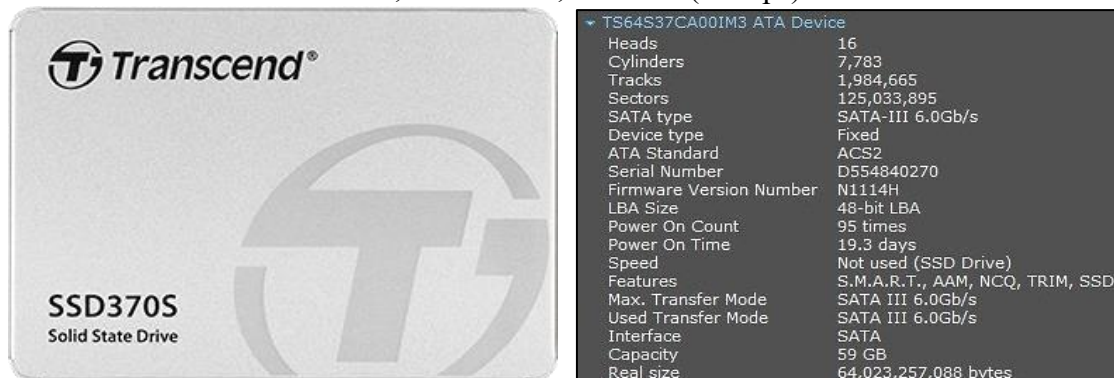 Transcend®
SSD370S
Solid State Drive
TS64S37CA00IM3 ATA Device
Heads 16
Cylinders 7,783
Tracks 1,984,665
Sectors 125,033,895
SATA type SATA-III 6.0Gb/s
Device type Fixed
ATA Standard ACS2
Serial Number D554840270
Firmware Version Number N1114H
LBA Size 48-bit LBA
Power On Count 95 times
Power On Time 19.3 days
Speed Not used (SSD Drive)
Features S.M.A.R.T., AAM, NCQ, TRIM, SSD
Max. Transfer Mode SATA III 6.0Gb/s
Used Transfer Mode SATA III 6.0Gb/s
Interface SATA
Capacity 59 GB
Real size 64,023,257,088 bytes